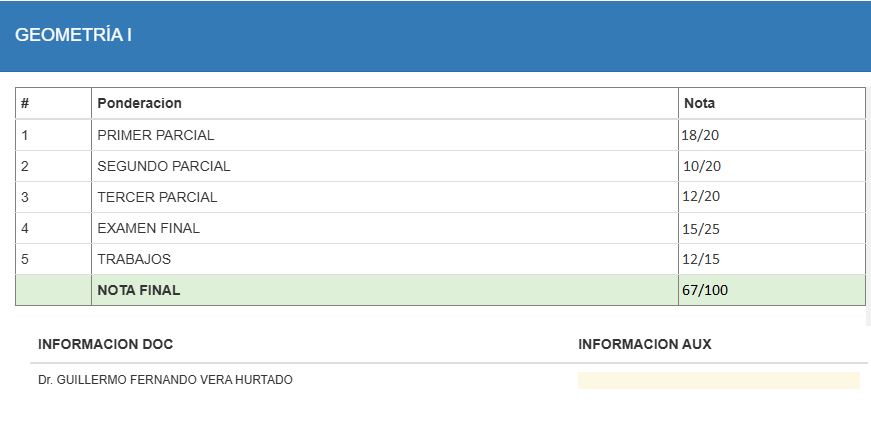 GEOMETRÍA I
# Ponderacion Nota
1 PRIMER PARCIAL 18/20
2 SEGUNDO PARCIAL 10/20
3 TERCER PARCIAL 12/20
4 EXAMEN FINAL 15/25
5 TRABAJOS 12/15
NOTA FINAL 67/100
INFORMACION DOC INFORMACION AUX
Dr. GUILLERMO FERNANDO VERA HURTADO